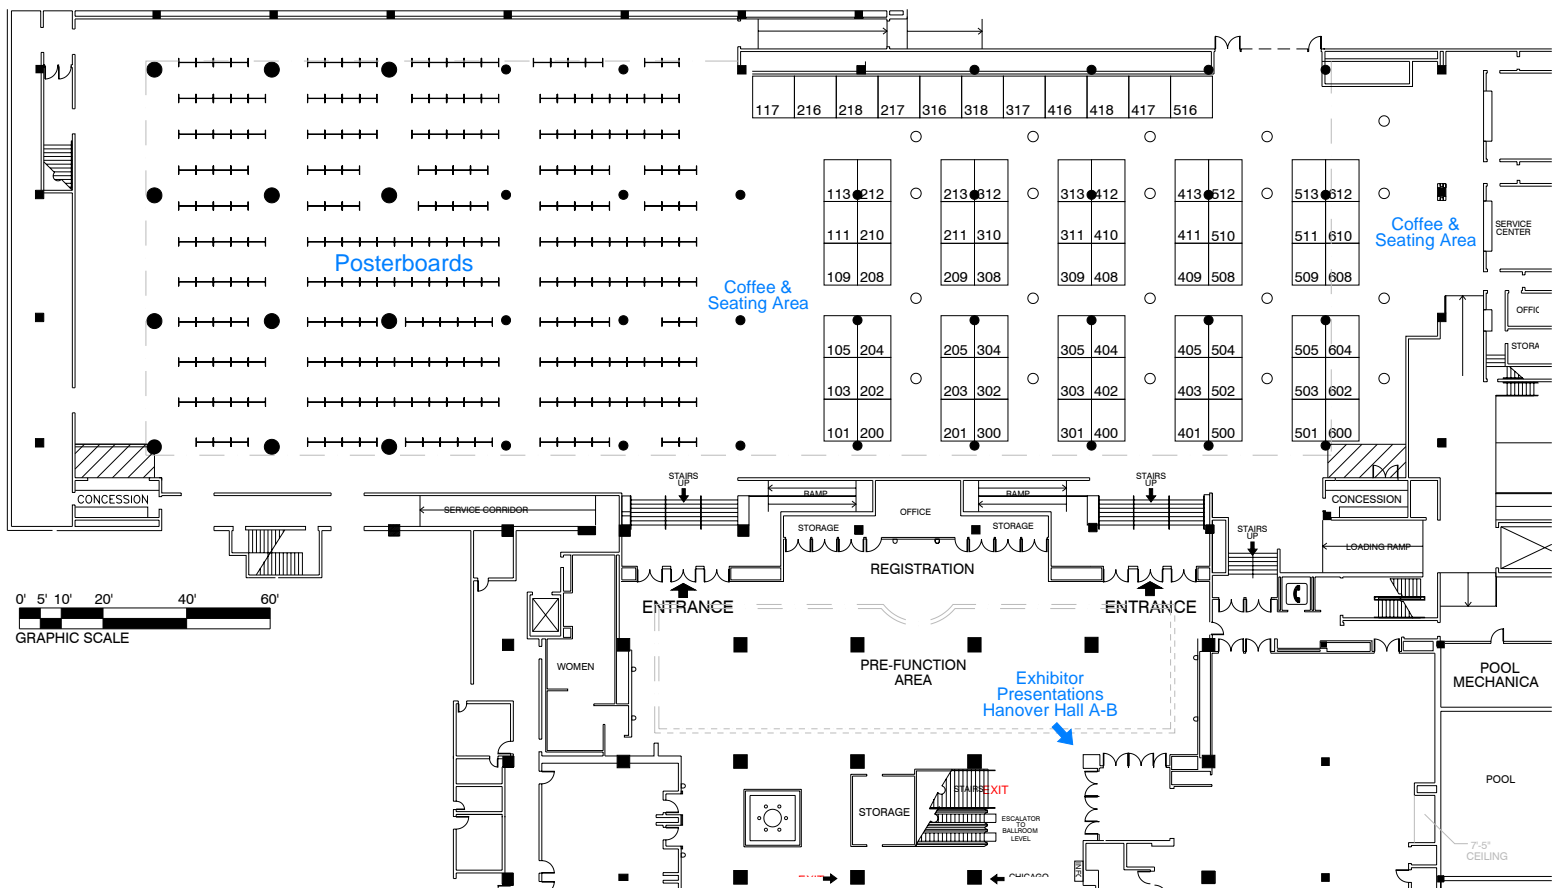 117 216 218 217 316 318 317 416 418 417 516
113 212 213 312 313 412 413 512 513 612
111 210 211 310 311 410 411 510 511 610
109 208 209 308 309 408 409 508 509 608
Coffee &
Seating Area
SERVICE
CENTER
Posterboards
Coffee &
Seating Area
OFFIC
STORA
105 204 205 304 305 404 405 504 505 604
103 202 203 302 303 402 403 502 503 602
101 200 201 300 301 400 401 500 501 600
STAIRS
UP
STAIRS
UP
CONCESSION
RAMP
RAMP
CONCESSION
SERVICE CORRIDOR
OFFICE
STORAGE
STORAGE
STAIRS
UP
LOADING RAMP
REGISTRATION
0' 5' 10' 20' 40' 60'
GRAPHIC SCALE
ENTRANCE
ENTRANCE
WOMEN
PRE-FUNCTION
AREA
POOL
MECHANICA
Exhibitor
Presentations
Hanover Hall A-B
POOL
STAIRS
EXIT
STORAGE
ESCALATOR
TO
BALLROOM
LEVEL
7'-5"
CEILING